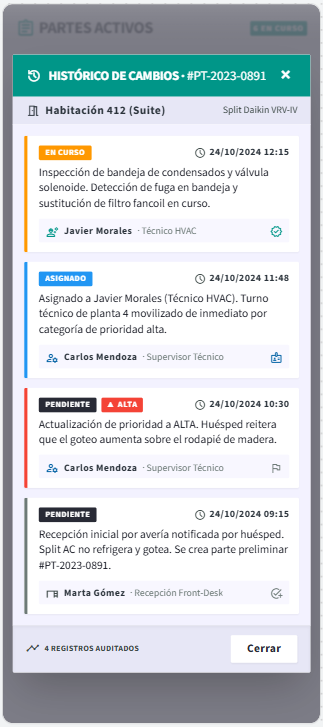 PARTES ACTIVOS
6 EN CURSO
HISTÓRICO DE CAMBIOS • #PT-2023-0891
Habitación 412 (Suite)
Split Daikin VRV-IV
EN CURSO
24/10/2024 12:15
Inspección de bandeja de condensados y válvula
solenoide. Detección de fuga en bandeja y
sustitución de filtro fancoil en curso.
Javier Morales · Técnico HVAC
ASIGNADO
24/10/2024 11:48
Asignado a Javier Morales (Técnico HVAC). Turno
técnico de planta 4 movilizado de inmediato por
categoría de prioridad alta.
Carlos Mendoza · Supervisor Técnico
PENDIENTE
ALTA
24/10/2024 10:30
Actualización de prioridad a ALTA. Huésped reitera
que el goteo aumenta sobre el rodapié de madera.
Carlos Mendoza · Supervisor Técnico
PENDIENTE
24/10/2024 09:15
Recepción inicial por avería notificada por huésped.
Split AC no refrigera y gotea. Se crea parte preliminar
#PT-2023-0891.
Marta Gómez · Recepción Front-Desk
4 REGISTROS AUDITADOS
Cerrar